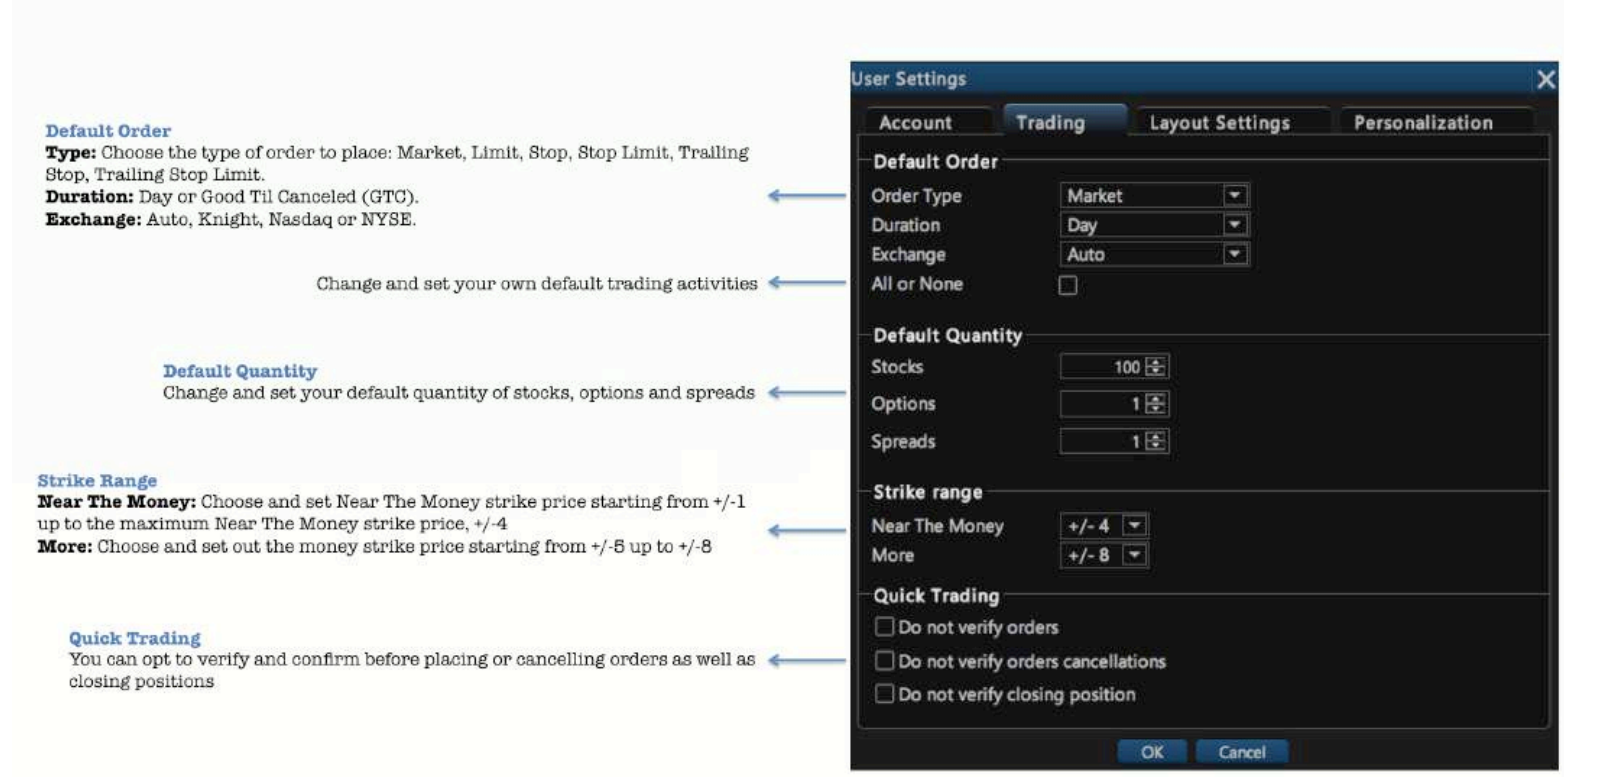 Default Order
Type: Choose the type of order to place: Market, Limit, Stop, Stop Limit, Trailing
Stop, Trailing Stop Limit.
Duration: Day or Good Til Canceled (GTC).
Exchange: Auto, Knight, Nasdaq or NYSE.
Change and set your own default trading activities
Default Quantity
Change and set your default quantity of stocks, options and spreads
Strike Range
Near The Money: Choose and set Near The Money strike price starting from +/-1
up to the maximum Near The Money strike price, +/-4
More: Choose and set out the money strike price starting from +/-5 up to +/-8
Quick Trading
You can opt to verify and confirm before placing or cancelling orders as well as
closing positions
User Settings
Account Trading Layout Settings Personalization
Default Order
Order Type Market
Duration Day
Exchange Auto
All or None
Default Quantity
Stocks 100
Options 1
Spreads 1
Strike range
Near The Money +/- 4
More +/- 8
Quick Trading
Do not verify orders
Do not verify orders cancellations
Do not verify closing position
OK Cancel